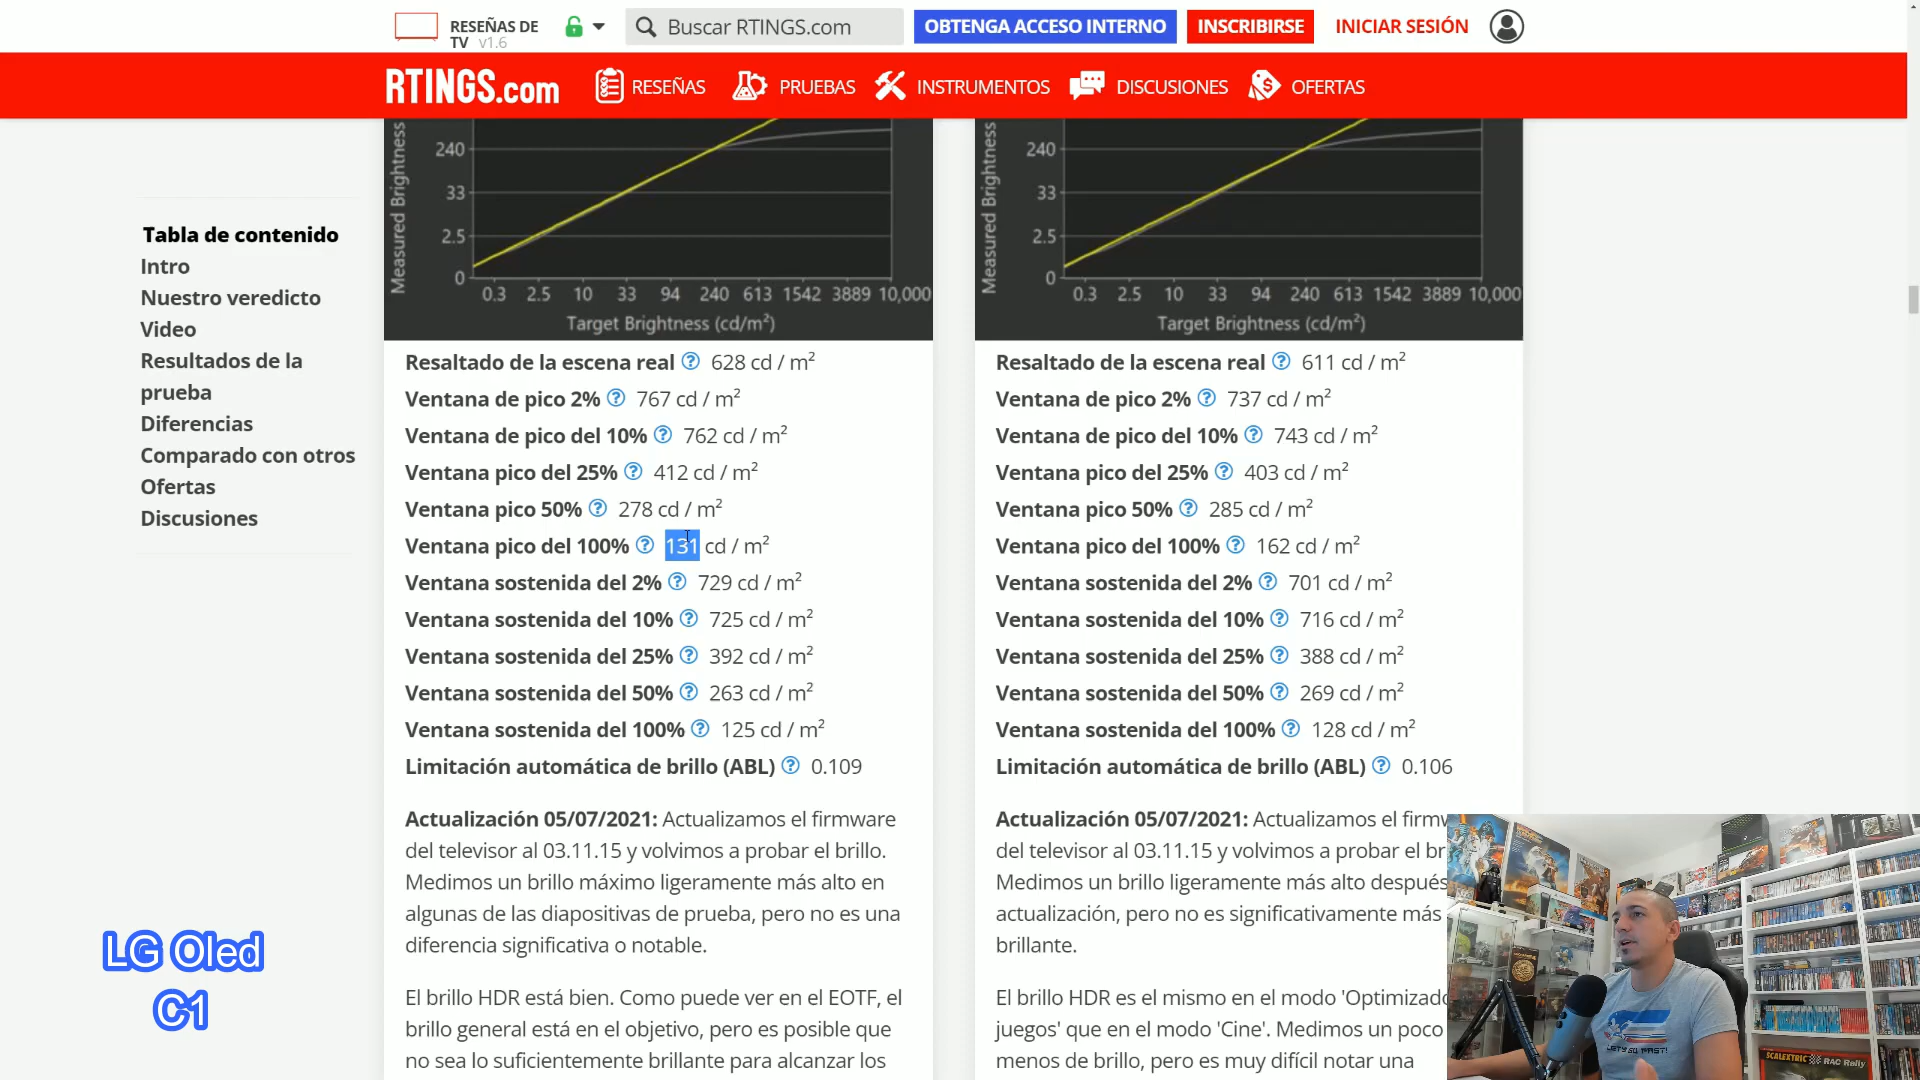 RESEÑAS DE
TV v1.6
Buscar RTINGS.com
OBTENGA ACCESO INTERNO
INSCRIBIRSE
INICIAR SESIÓN
RTINGS.com
RESEÑAS
PRUEBAS
INSTRUMENTOS
DISCUSIONES
OFERTAS
Tabla de contenido
Intro
Nuestro veredicto
Video
Resultados de la
prueba
Diferencias
Comparado con otros
Ofertas
Discusiones
Measured Brightness
240
33
2.5
0
0.3 2.5 10 33 94 240 613 1542 3889 10,000
Target Brightness (cd/m²)
Resaltado de la escena real ? 628 cd / m²
Ventana de pico 2% ? 767 cd / m²
Ventana de pico del 10% ? 762 cd / m²
Ventana pico del 25% ? 412 cd / m²
Ventana pico 50% ? 278 cd / m²
Ventana pico del 100% ? 131 cd / m²
Ventana sostenida del 2% ? 729 cd / m²
Ventana sostenida del 10% ? 725 cd / m²
Ventana sostenida del 25% ? 392 cd / m²
Ventana sostenida del 50% ? 263 cd / m²
Ventana sostenida del 100% ? 125 cd / m²
Limitación automática de brillo (ABL) ? 0.109
Actualización 05/07/2021: Actualizamos el firmware
del televisor al 03.11.15 y volvimos a probar el brillo.
Medimos un brillo máximo ligeramente más alto en
algunas de las diapositivas de prueba, pero no es una
diferencia significativa o notable.
El brillo HDR está bien. Como puede ver en el EOTF, el
brillo general está en el objetivo, pero es posible que
no sea lo suficientemente brillante para alcanzar los
Measured Brightness
240
33
2.5
0
0.3 2.5 10 33 94 240 613 1542 3889 10,000
Target Brightness (cd/m²)
Resaltado de la escena real ? 611 cd / m²
Ventana de pico 2% ? 737 cd / m²
Ventana de pico del 10% ? 743 cd / m²
Ventana pico del 25% ? 403 cd / m²
Ventana pico 50% ? 285 cd / m²
Ventana pico del 100% ? 162 cd / m²
Ventana sostenida del 2% ? 701 cd / m²
Ventana sostenida del 10% ? 716 cd / m²
Ventana sostenida del 25% ? 388 cd / m²
Ventana sostenida del 50% ? 269 cd / m²
Ventana sostenida del 100% ? 128 cd / m²
Limitación automática de brillo (ABL) ? 0.106
Actualización 05/07/2021: Actualizamos el firmw
del televisor al 03.11.15 y volvimos a probar el br
Medimos un brillo ligeramente más alto después
actualización, pero no es significativamente más
brillante.
El brillo HDR es el mismo en el modo 'Optimizado
juegos' que en el modo 'Cine'. Medimos un poco
menos de brillo, pero es muy difícil notar una
LG Oled
C1
LET'S GO FAST!
SCALEXTRIC RAC Rally